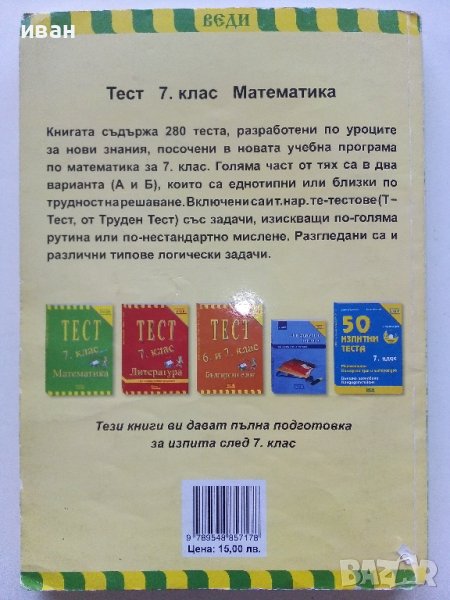 иван
ВЕДИ
Тест 7. клас Математика
Книгата съдържа 280 теста, разработени по уроците
за нови знания, посочени в новата учебна програма
по математика за 7. клас. Голяма част от тях са в два
варианта (А и Б), които са еднотипни или близки по
трудност на решаване. Включени са и т. нар. те-тестове (Т–
Тест, от Труден Тест) със задачи, изискващи по-голяма
рутина или по-нестандартно мислене. Разгледани са и
различни типове логически задачи.
ТЕСТ
7. клас
Математика
ТЕСТ
7. клас
Литература
ТЕСТ
6. и 7. клас
Български език
50
ИЗПИТНИ
ТЕСТА
7. клас
Тези книги ви дават пълна подготовка
за изпита след 7. клас
9 789548 857178
Цена: 15,00 лв.
BAZAR